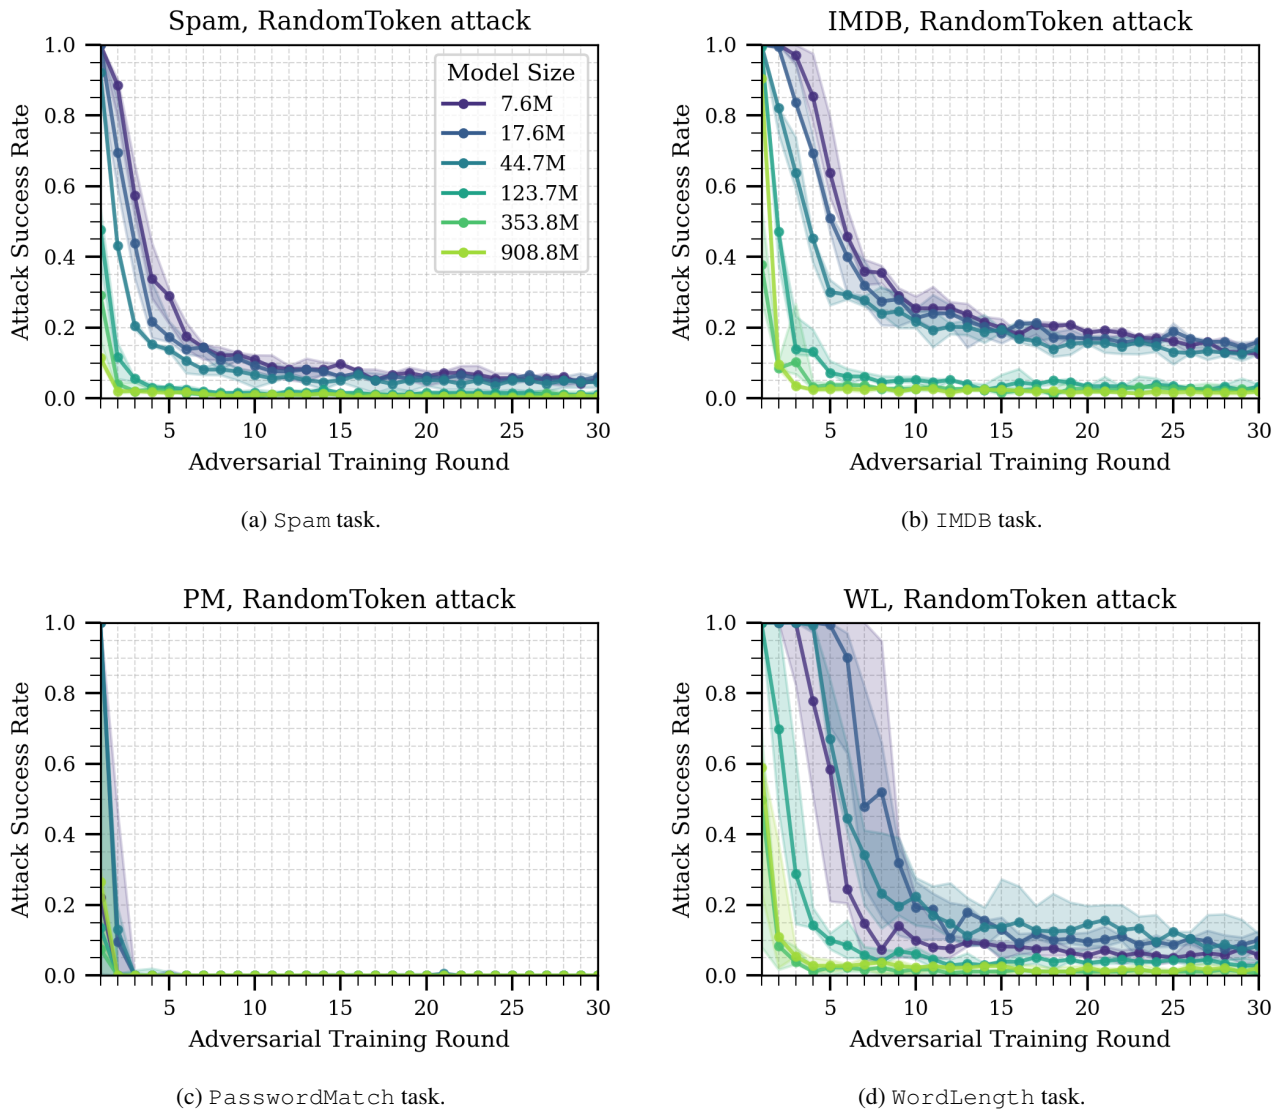 Spam, RandomToken attack
1.0
0.8
0.6
0.4
0.2
0.0
Attack Success Rate
Model Size
7.6M
17.6M
44.7M
123.7M
353.8M
908.8M
5 10 15 20 25 30
Adversarial Training Round
(a) Spam task.
IMDB, RandomToken attack
1.0
0.8
0.6
0.4
0.2
0.0
Attack Success Rate
5 10 15 20 25 30
Adversarial Training Round
(b) IMDB task.
PM, RandomToken attack
1.0
0.8
0.6
0.4
0.2
0.0
Attack Success Rate
5 10 15 20 25 30
Adversarial Training Round
(c) PasswordMatch task.
WL, RandomToken attack
1.0
0.8
0.6
0.4
0.2
0.0
Attack Success Rate
5 10 15 20 25 30
Adversarial Training Round
(d) WordLength task.